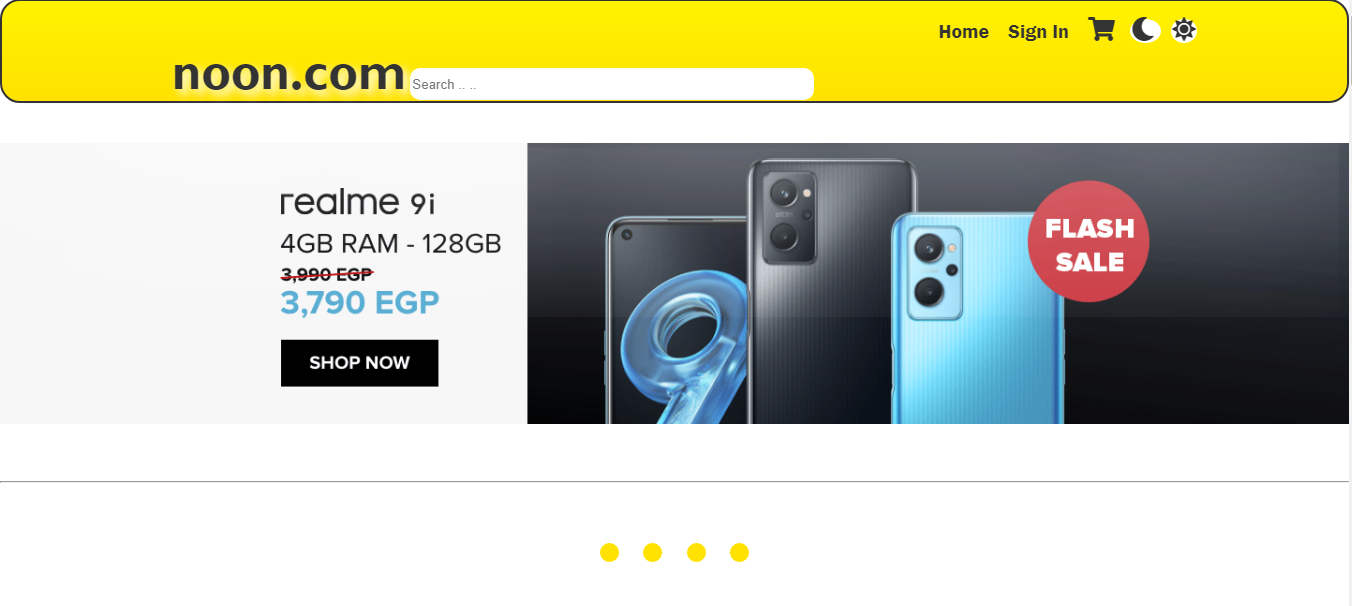 Home Sign In
noon.com
Search .. ..
realme 9i
4GB RAM - 128GB
3,990 EGP
3,790 EGP
SHOP NOW
FLASH
SALE